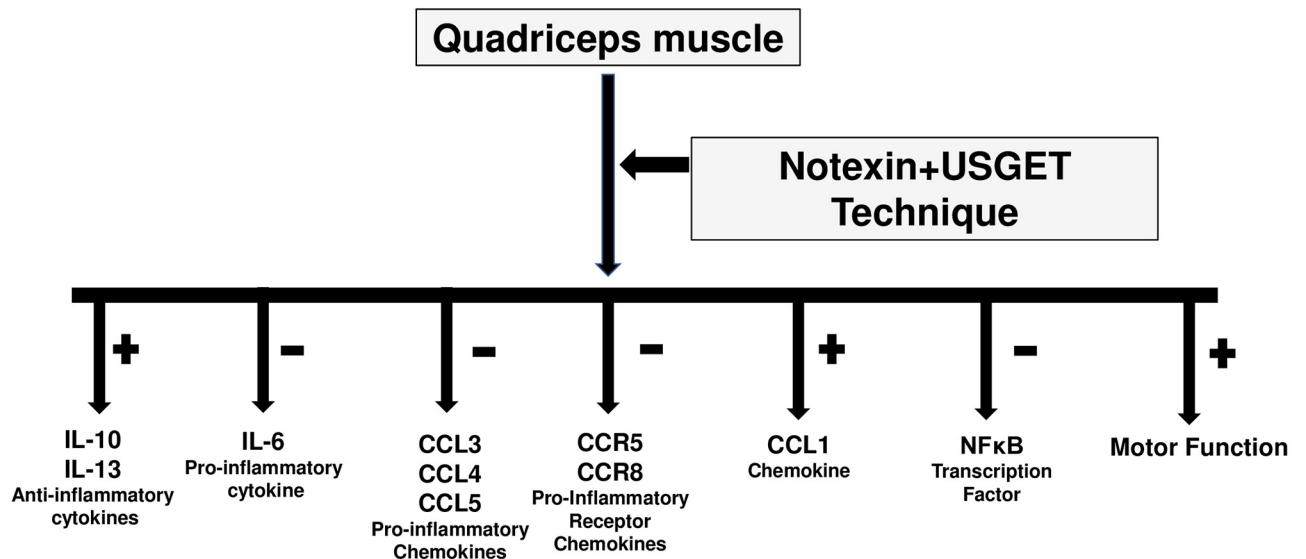 Quadriceps muscle
Notexin+USGET
Technique
+
-
-
-
+
-
+
IL-10
IL-13
Anti-inflammatory
cytokines
IL-6
Pro-inflammatory
cytokine
CCL3
CCL4
CCL5
Pro-inflammatory
Chemokines
CCR5
CCR8
Pro-Inflammatory
Receptor
Chemokines
CCL1
Chemokine
NFκB
Transcription
Factor
Motor Function